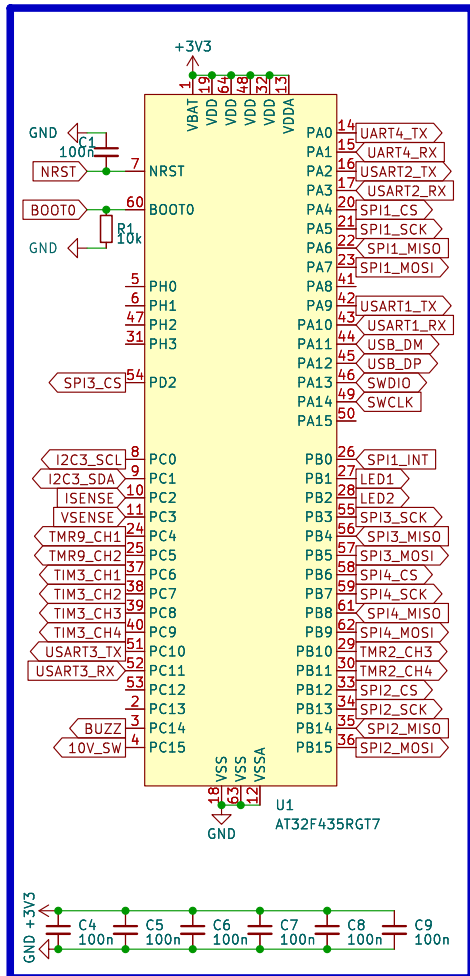 +3V3
1 19 64 48 32 13
VBAT VDD VDD VDD VDD VDDA
GND
C1
100n
NRST 7 NRST
BOOT0 60 BOOT0
R1
10k
GND
5 PH0
6 PH1
47 PH2
31 PH3
SPI3_CS 54 PD2
I2C3_SCL 8 PC0
I2C3_SDA 9 PC1
ISENSE 10 PC2
VSENSE 11 PC3
TMR9_CH1 24 PC4
TMR9_CH2 25 PC5
TIM3_CH1 37 PC6
TIM3_CH2 38 PC7
TIM3_CH3 39 PC8
TIM3_CH4 40 PC9
USART3_TX 51 PC10
USART3_RX 52 PC11
53 PC12
2 PC13
BUZZ 3 PC14
10V_SW 4 PC15
PA0 14 UART4_TX
PA1 15 UART4_RX
PA2 16 USART2_TX
PA3 17 USART2_RX
PA4 20 SPI1_CS
PA5 21 SPI1_SCK
PA6 22 SPI1_MISO
PA7 23 SPI1_MOSI
PA8 41
PA9 42 USART1_TX
PA10 43 USART1_RX
PA11 44 USB_DM
PA12 45 USB_DP
PA13 46 SWDIO
PA14 49 SWCLK
PA15 50
PB0 26 SPI1_INT
PB1 27 LED1
PB2 28 LED2
PB3 55 SPI3_SCK
PB4 56 SPI3_MISO
PB5 57 SPI3_MOSI
PB6 58 SPI4_CS
PB7 59 SPI4_SCK
PB8 61 SPI4_MISO
PB9 62 SPI4_MOSI
PB10 29 TMR2_CH3
PB11 30 TMR2_CH4
PB12 33 SPI2_CS
PB13 34 SPI2_SCK
PB14 35 SPI2_MISO
PB15 36 SPI2_MOSI
VSS VSS VSSA
18 63 12
GND
U1
AT32F435RGT7
+3V3
GND
C4 C5 C6 C7 C8 C9
100n 100n 100n 100n 100n 100n